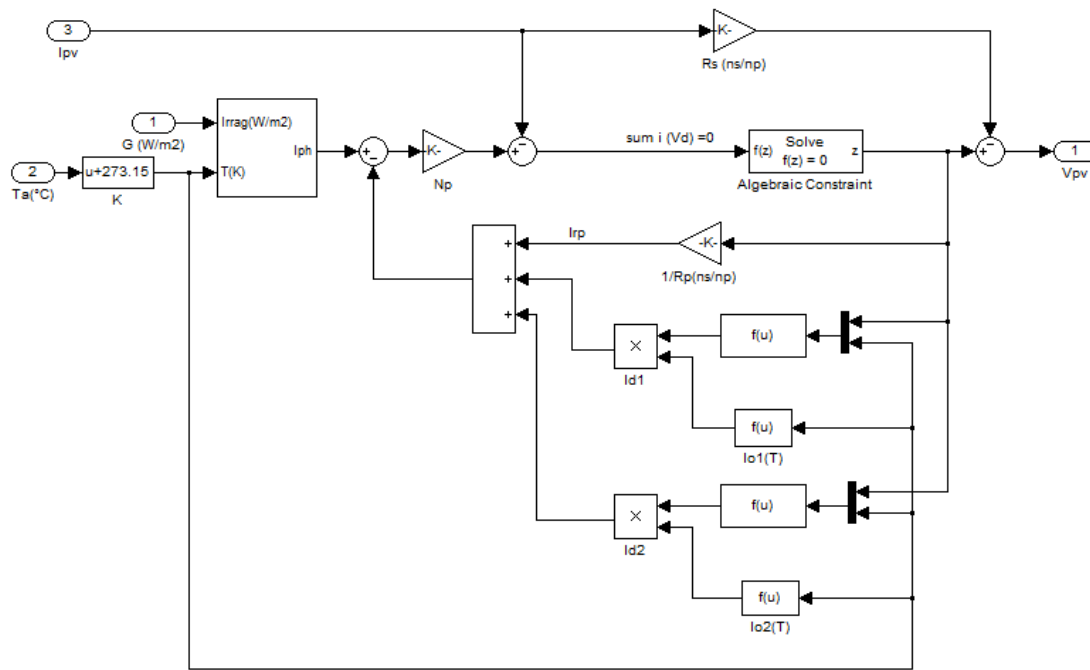 3
Ipv
-K-
Rs (ns/np)
1
G (W/m2)
Irrag(W/m2)
Iph
T(K)
2
Ta(°C)
u+273.15
K
K-
Np
sum i (Vd) =0
f(z)
Solve
f(z) = 0
z
Algebraic Constraint
1
Vpv
Irp
-K-
1/Rp(ns/np)
f(u)
Id1
f(u)
Io1(T)
f(u)
Id2
f(u)
Io2(T)